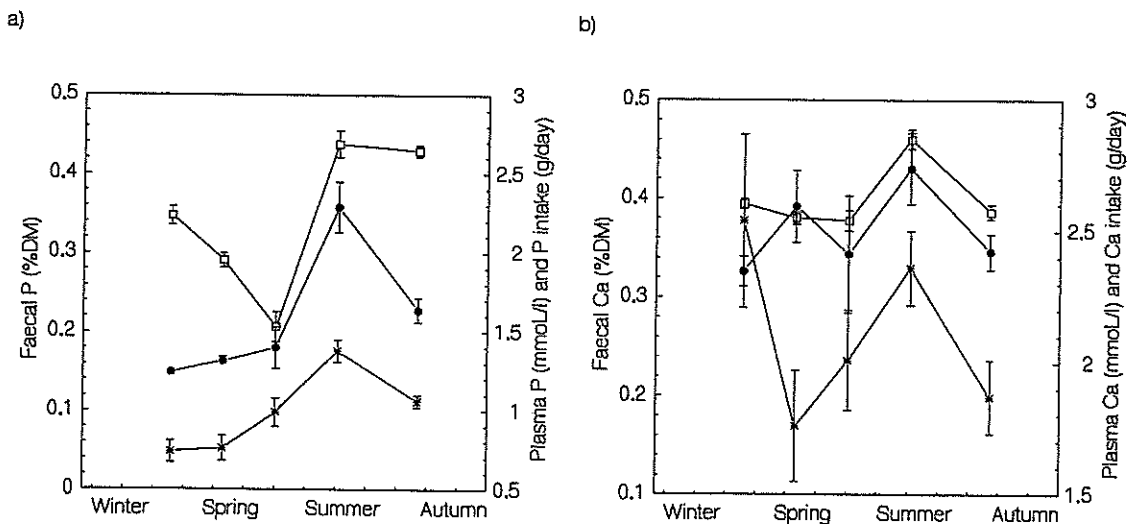 a)
0.5
0.4
0.3
0.2
0.1
0
Faecal P (%DM)
3
2.5
2
1.5
1
0.5
Plasma P (mmoL/l) and P intake (g/day)
Winter Spring Summer Autumn
b)
0.5
0.4
0.3
0.2
0.1
Faecal Ca (%DM)
3
2.5
2
1.5
Plasma Ca (mmoL/l) and Ca intake (g/day)
Winter Spring Summer Autumn